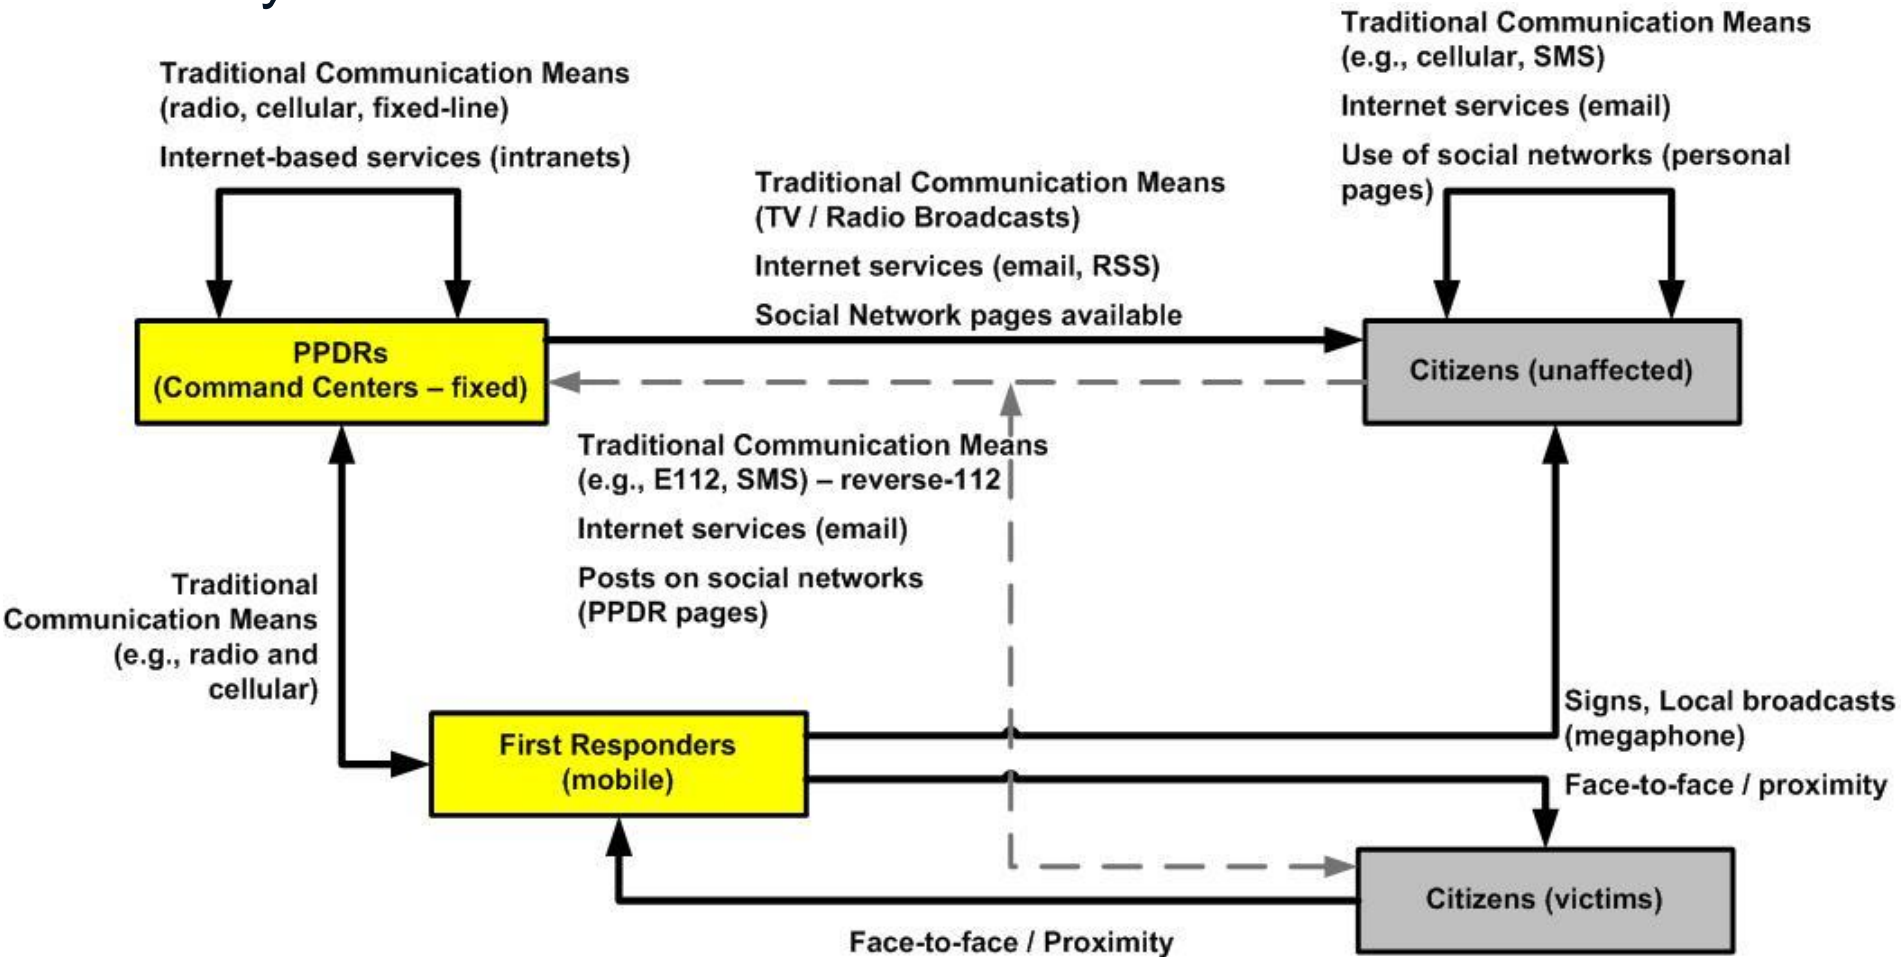 Traditional Communication Means
(e.g., cellular, SMS)
Internet services (email)
Use of social networks (personal
pages)
Traditional Communication Means
(radio, cellular, fixed-line)
Internet-based services (intranets)
Traditional Communication Means
(TV / Radio Broadcasts)
Internet services (email, RSS)
Social Network pages available
PPDRs
(Command Centers – fixed)
Citizens (unaffected)
Traditional Communication Means
(e.g., E112, SMS) – reverse-112
Internet services (email)
Posts on social networks
(PPDR pages)
Traditional
Communication Means
(e.g., radio and
cellular)
First Responders
(mobile)
Signs, Local broadcasts
(megaphone)
Face-to-face / proximity
Citizens (victims)
Face-to-face / Proximity